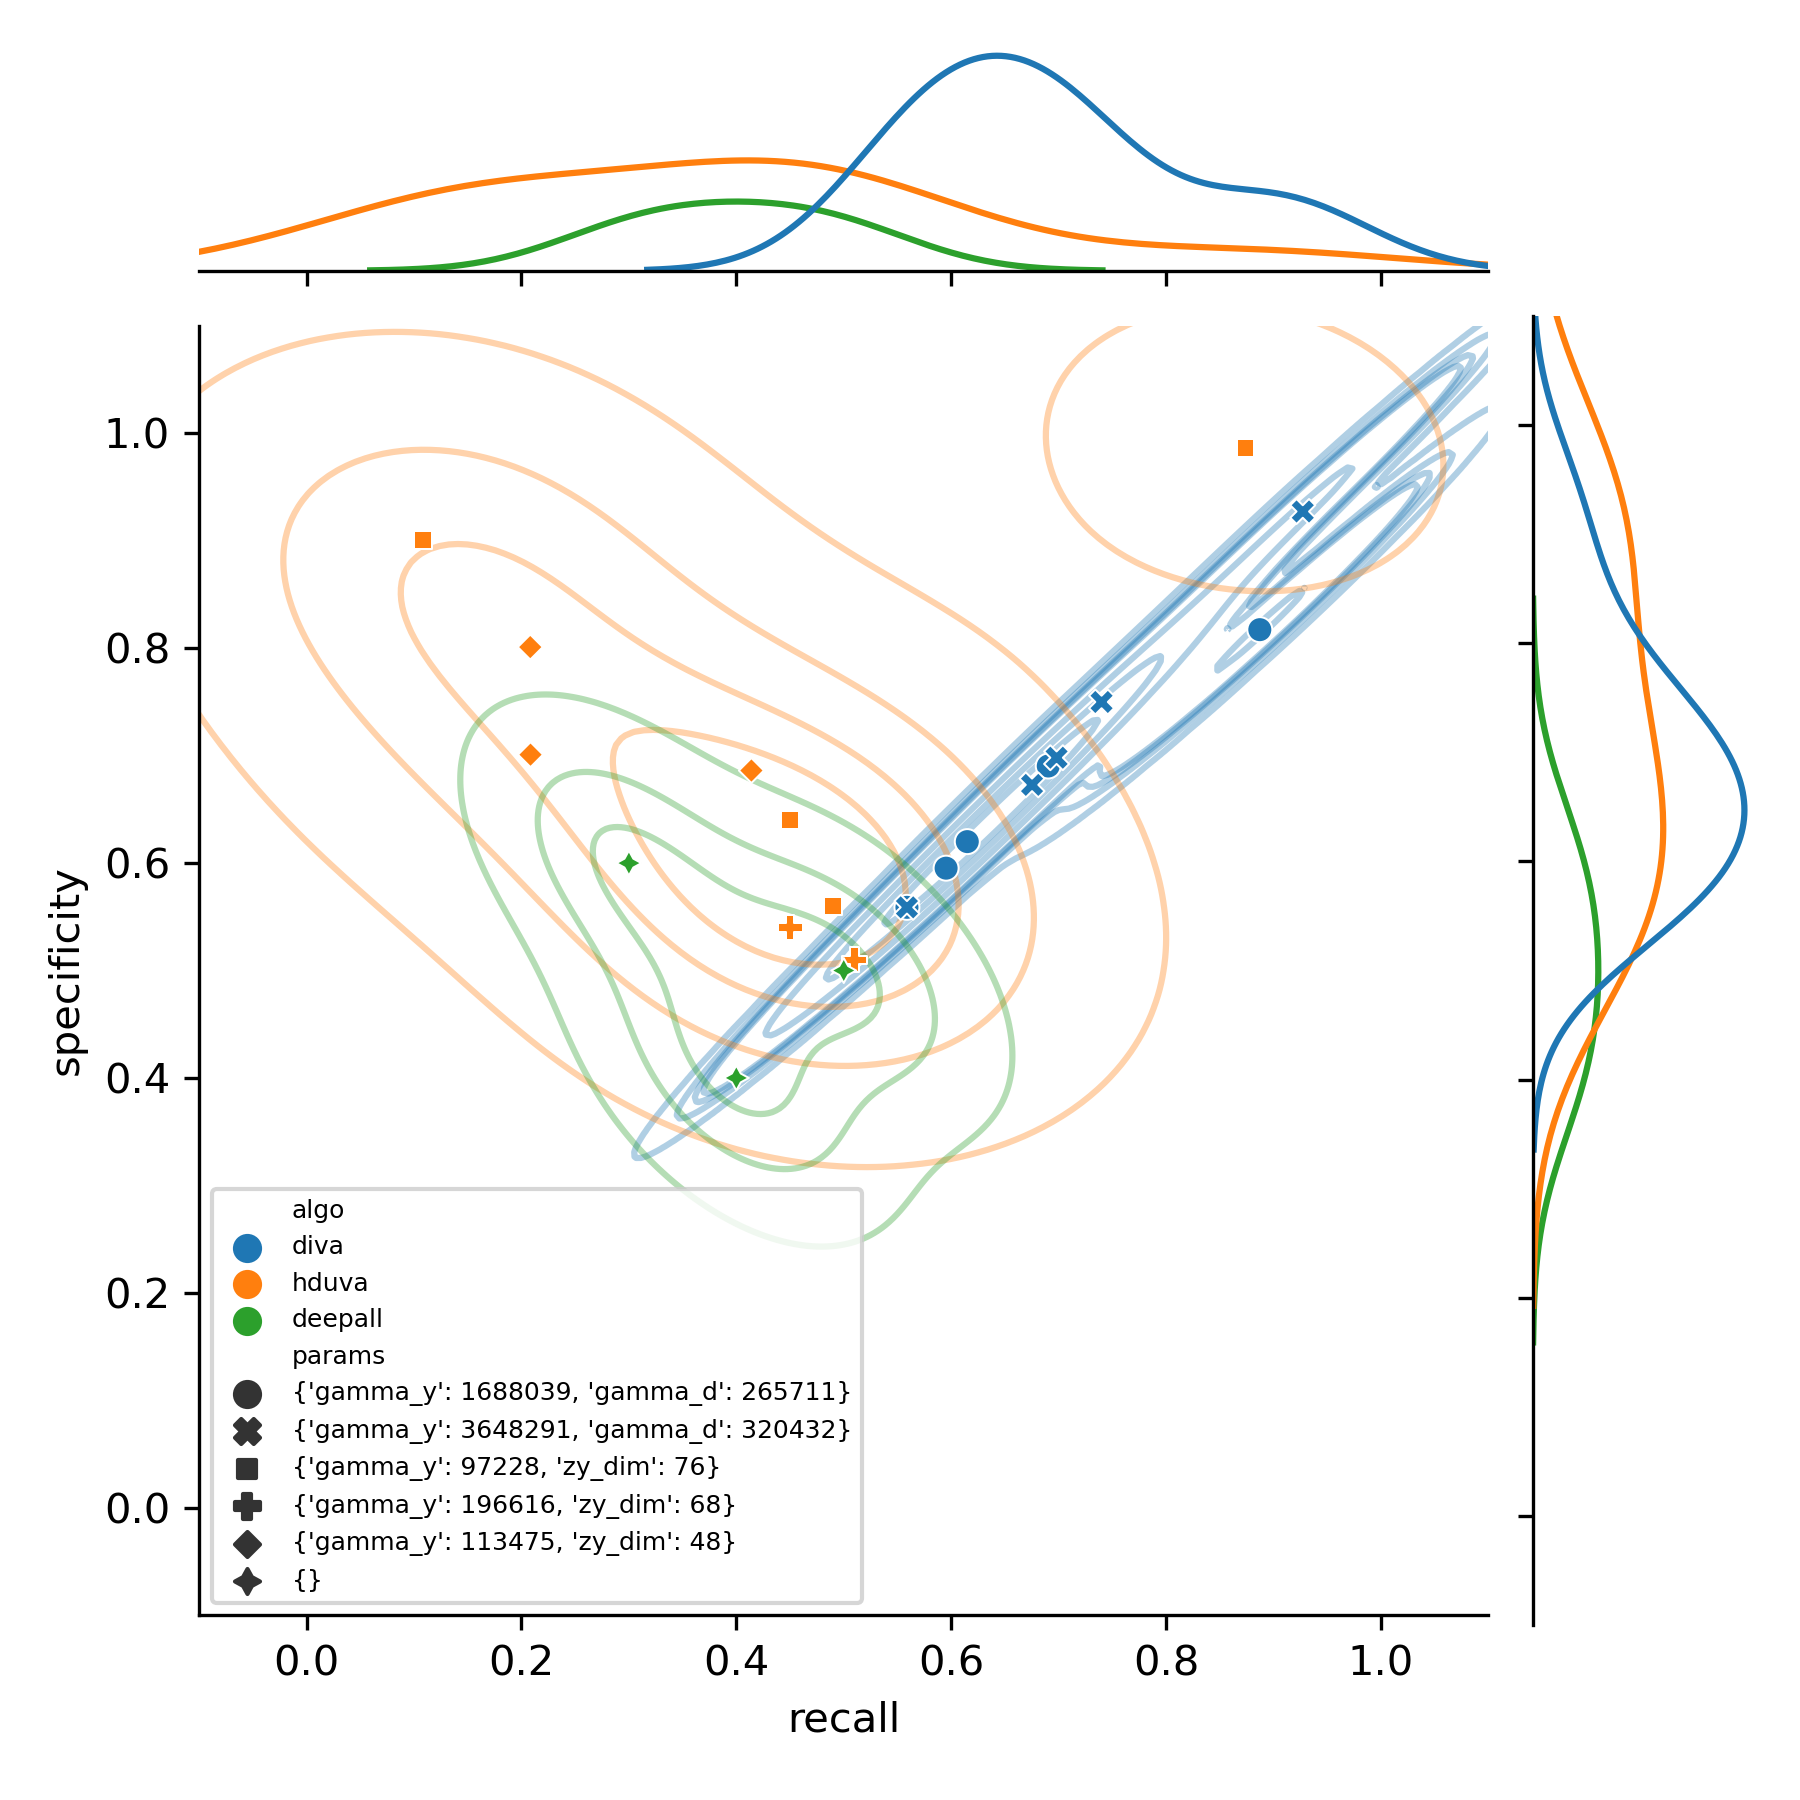 1.0
0.8
0.6
0.4
0.2
0.0
specificity
algo
diva
hduva
deepall
params
{'gamma_y': 1688039, 'gamma_d': 265711}
{'gamma_y': 3648291, 'gamma_d': 320432}
{'gamma_y': 97228, 'zy_dim': 76}
{'gamma_y': 196616, 'zy_dim': 68}
{'gamma_y': 113475, 'zy_dim': 48}
{}
0.0 0.2 0.4 0.6 0.8 1.0
recall